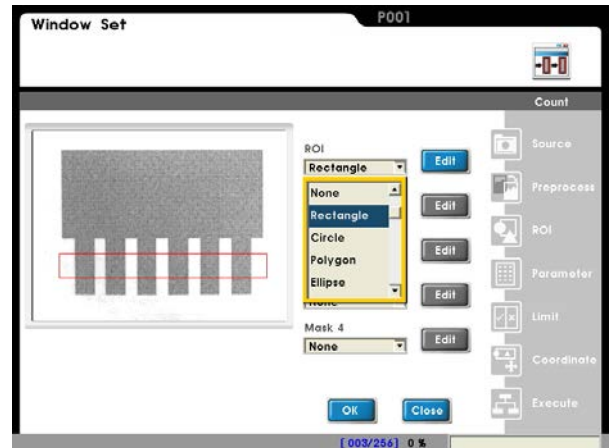 Window Set
P001
Count
ROI
Rectangle
Edit
None
Rectangle
Circle
Polygon
Ellipse
Edit
Edit
Edit
None
Mask 4
None
Edit
OK
Close
Source
Preprocess
ROI
Parameter
Limit
Coordinate
Execute
[003/256] 0 %